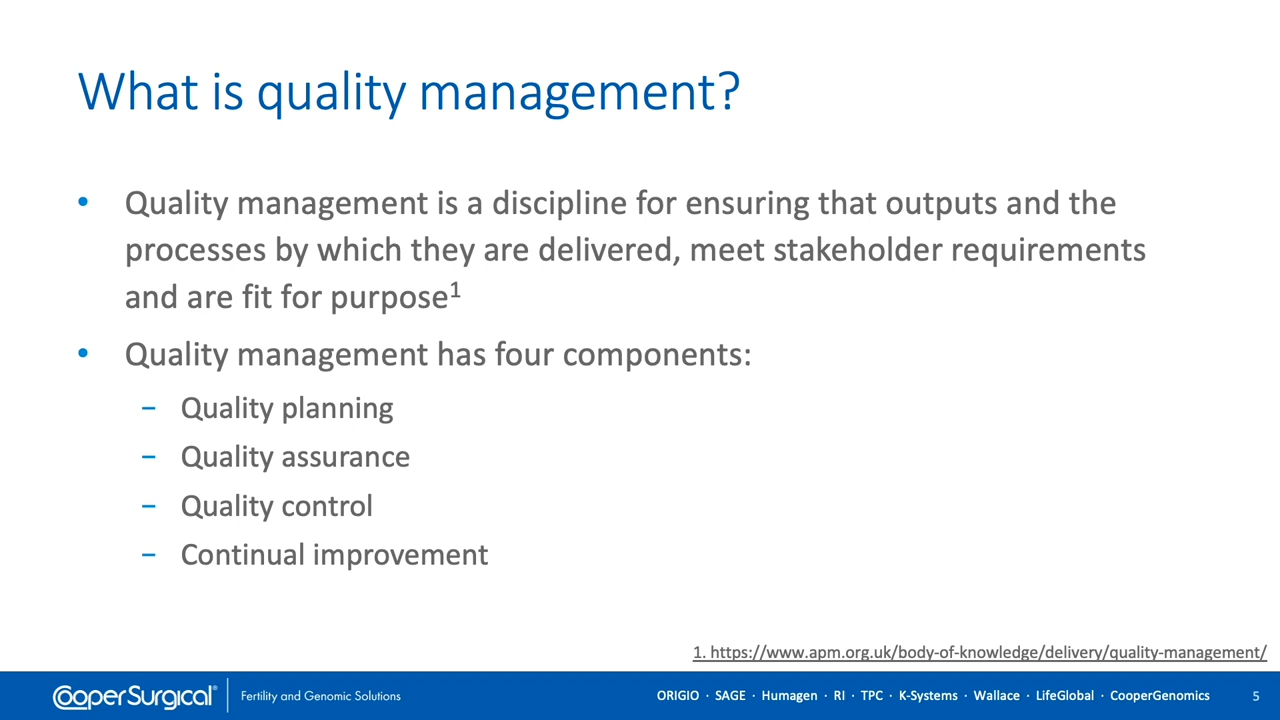 What is quality management?
• Quality management is a discipline for ensuring that outputs and the
processes by which they are delivered, meet stakeholder requirements
and are fit for purpose1
• Quality management has four components:
− Quality planning
− Quality assurance
− Quality control
− Continual improvement
1. https://www.apm.org.uk/body-of-knowledge/delivery/quality-management/
CooperSurgical® Fertility and Genomic Solutions
ORIGIO · SAGE · Humagen · RI · TPC · K-Systems · Wallace · LifeGlobal · CooperGenomics 5